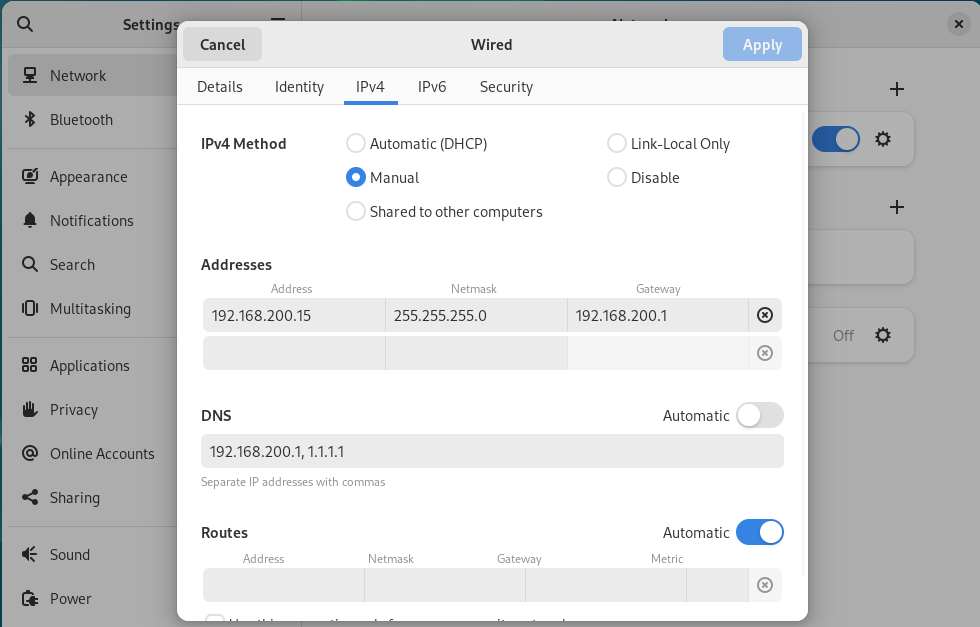 Settings
Cancel
Wired
Apply
Network
Bluetooth
Appearance
Notifications
Search
Multitasking
Applications
Privacy
Online Accounts
Sharing
Sound
Power
Details Identity IPv4 IPv6 Security
IPv4 Method
Automatic (DHCP) Link-Local Only
Manual Disable
Shared to other computers
Addresses
Address Netmask Gateway
192.168.200.15 255.255.255.0 192.168.200.1
DNS Automatic
192.168.200.1, 1.1.1.1
Separate IP addresses with commas
Routes Automatic
Address Netmask Gateway Metric
Off